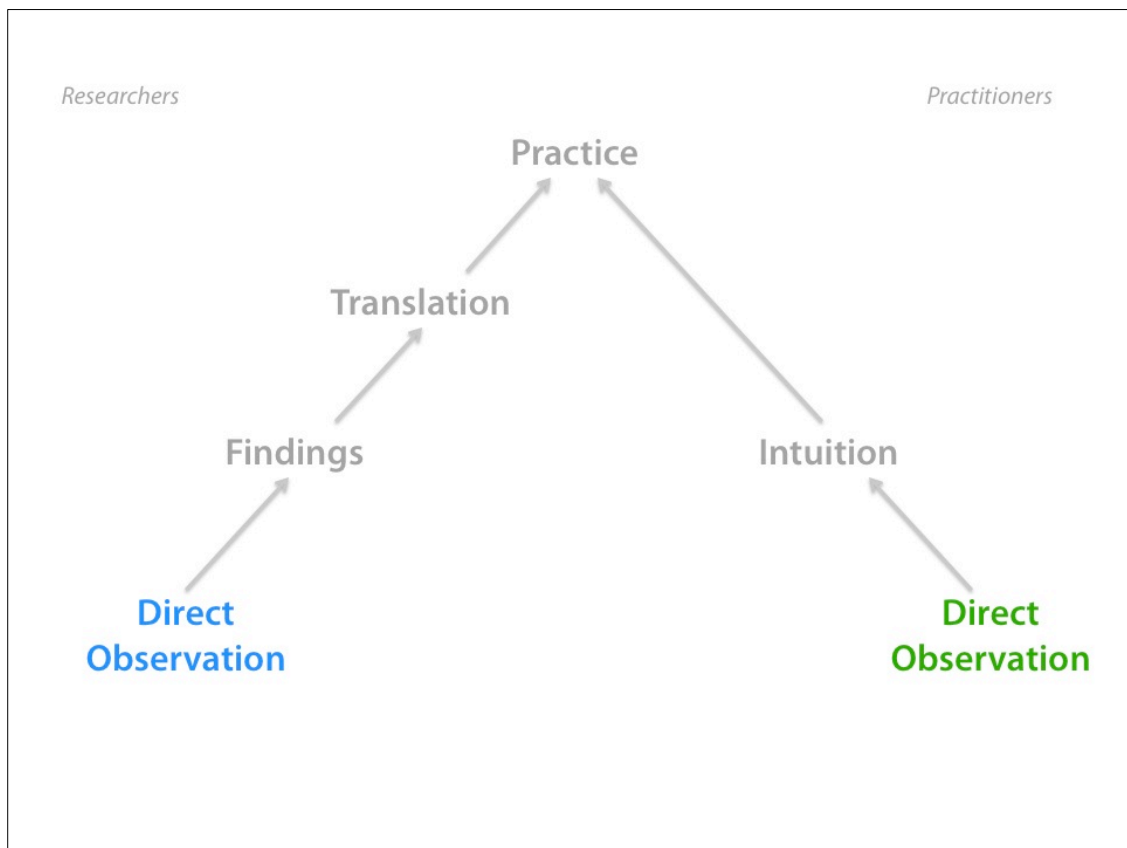 Researchers
Practitioners
Practice
Translation
Findings
Intuition
Direct
Observation
Direct
Observation